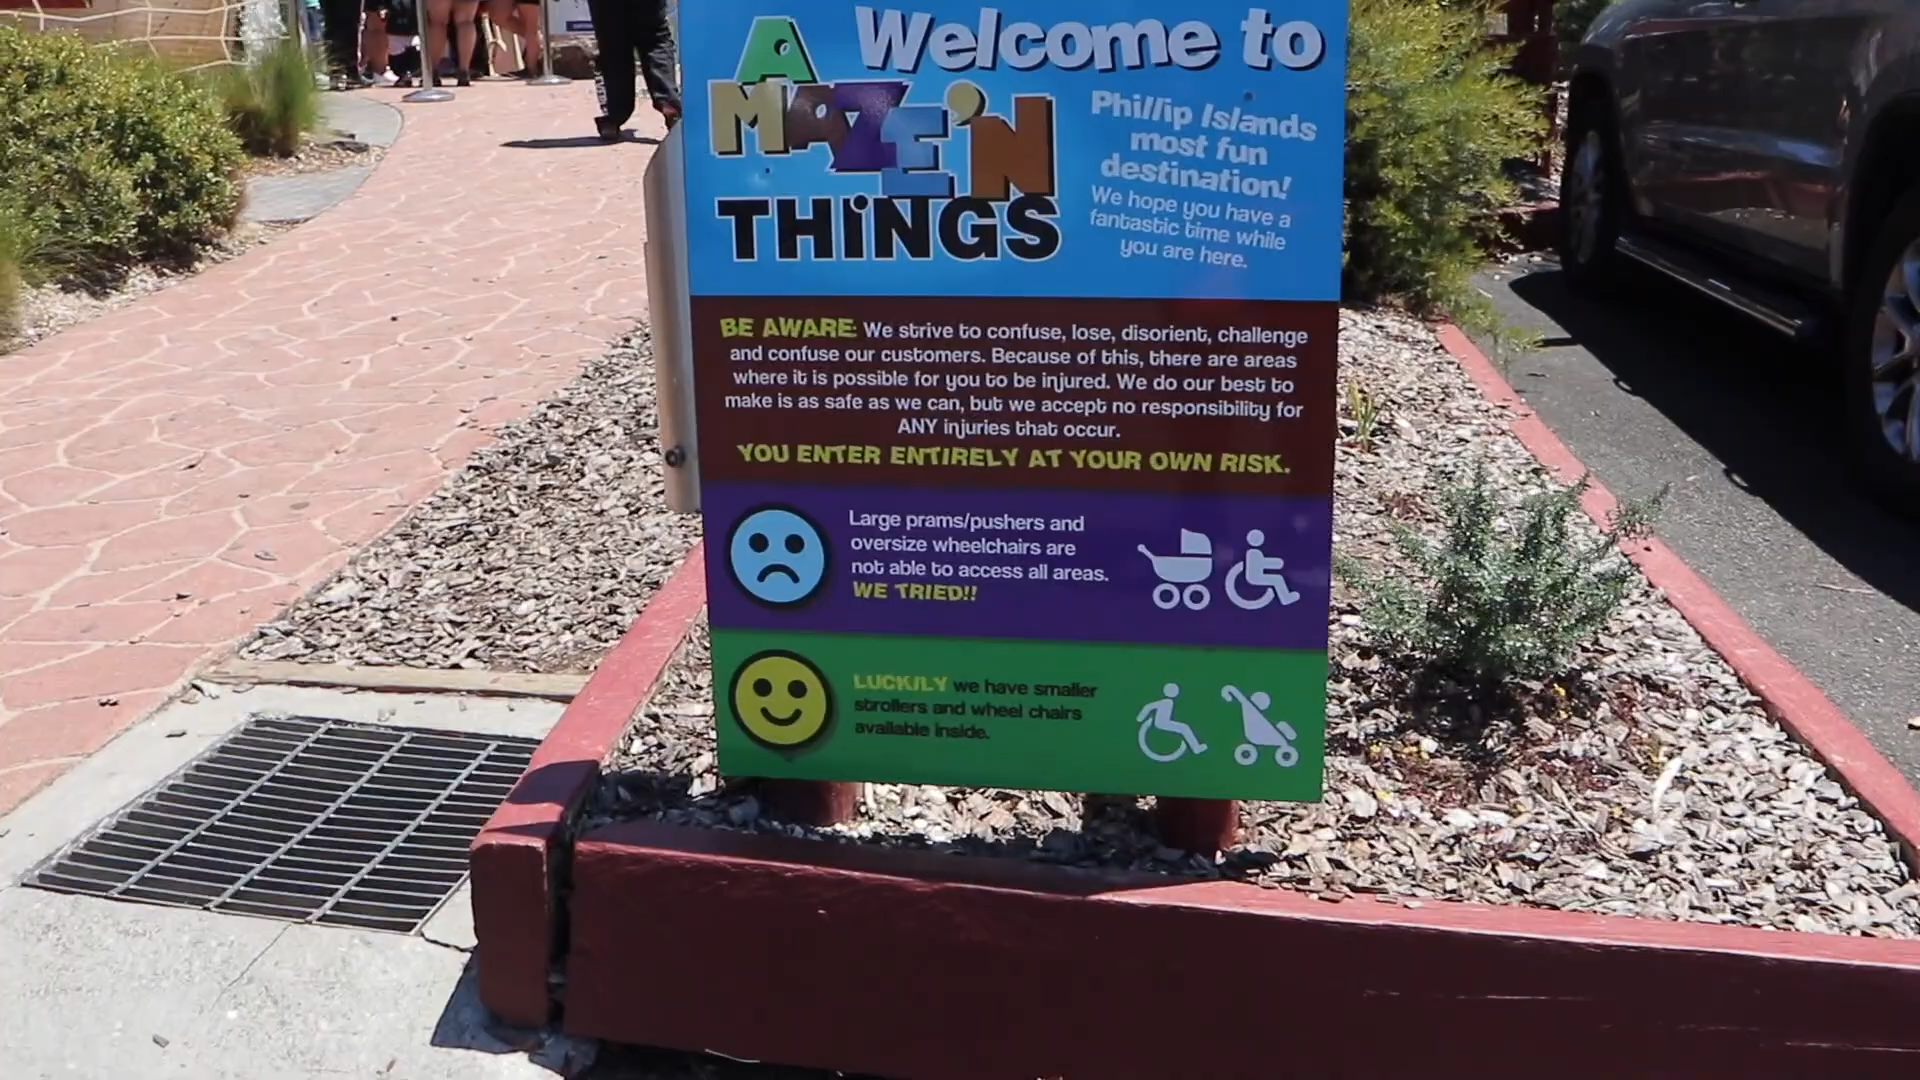 Welcome to
A
MAZE'N
THiNGS
Phillip Islands
most fun
destination!
We hope you have a
fantastic time while
you are here.
BE AWARE: We strive to confuse, lose, disorient, challenge
and confuse our customers. Because of this, there are areas
where it is possible for you to be injured. We do our best to
make is as safe as we can, but we accept no responsibility for
ANY injuries that occur.
YOU ENTER ENTIRELY AT YOUR OWN RISK.
Large prams/pushers and
oversize wheelchairs are
not able to access all areas.
WE TRIED!!
LUCKILY we have smaller
strollers and wheel chairs
available inside.